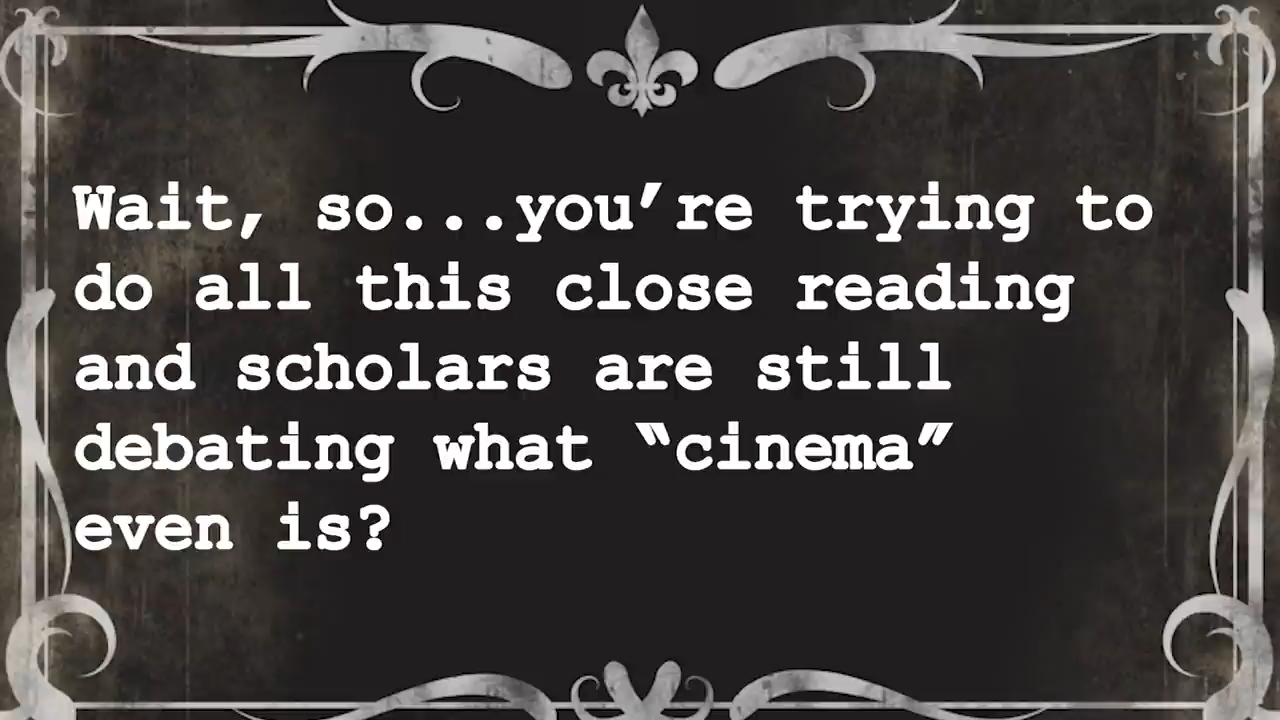 Wait, so...you’re trying to
do all this close reading
and scholars are still
debating what “cinema”
even is?